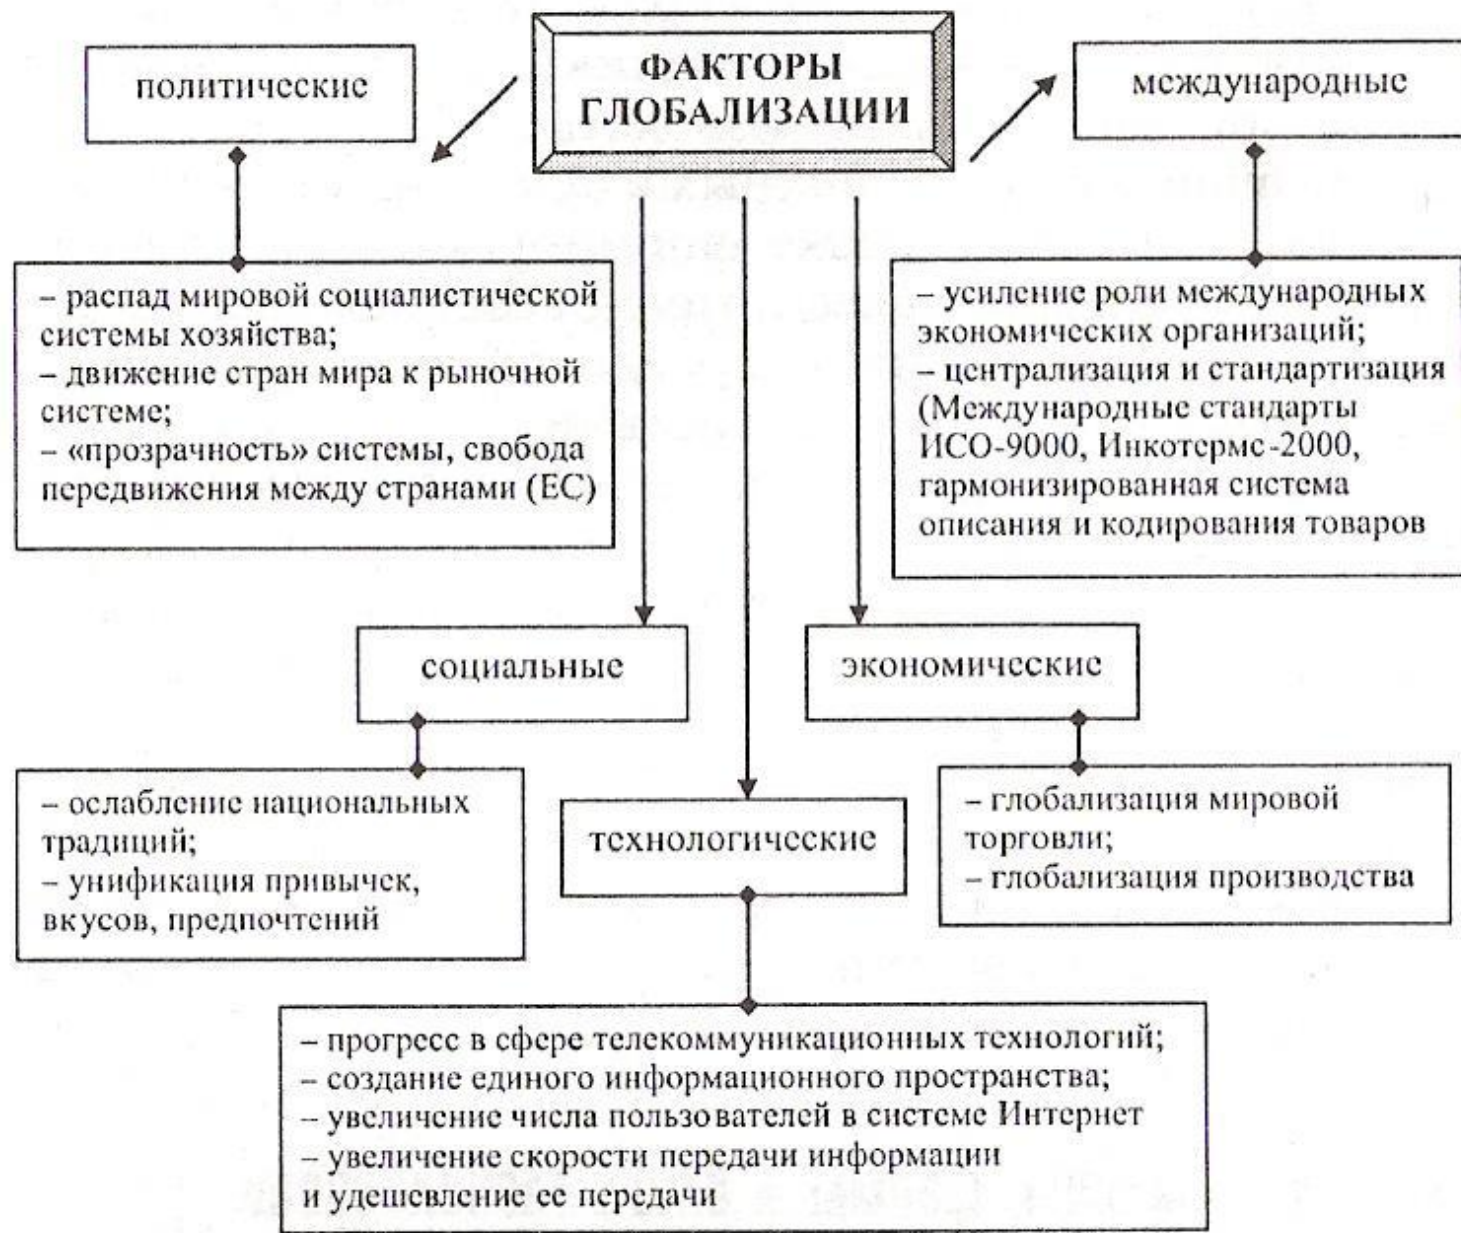 ФАКТОРЫ
ГЛОБАЛИЗАЦИИ
политические
международные
– распад мировой социалистической
системы хозяйства;
– движение стран мира к рыночной
системе;
– «прозрачность» системы, свобода
передвижения между странами (ЕС)
– усиление роли международных
экономических организаций;
– централизация и стандартизация
(Международные стандарты
ИСО-9000, Инкотермс-2000,
гармонизированная система
описания и кодирования товаров
социальные
экономические
– ослабление национальных
традиций;
– унификация привычек,
вкусов, предпочтений
технологические
– глобализация мировой
торговли;
– глобализация производства
– прогресс в сфере телекоммуникационных технологий;
– создание единого информационного пространства;
– увеличение числа пользователей в системе Интернет
– увеличение скорости передачи информации
и удешевление ее передачи